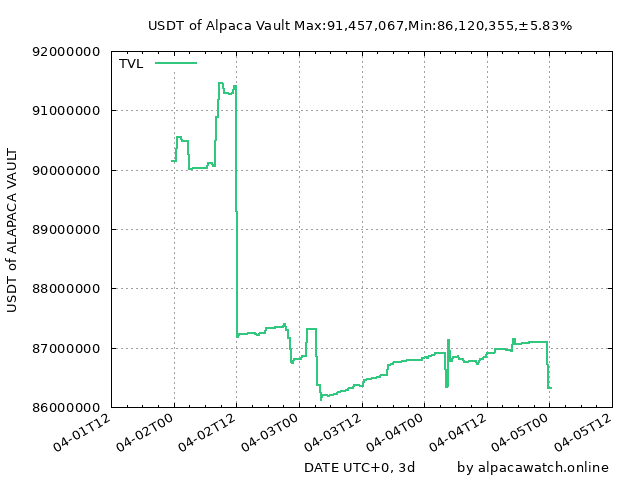 USDT of Alpaca Vault Max:91,457,067,Min:86,120,355,±5.83%
TVL
92000000
91000000
90000000
89000000
88000000
87000000
86000000
USDT of ALAPACA VAULT
04-01T12
04-02T00
04-02T12
04-03T00
04-03T12
04-04T00
04-04T12
04-05T00
04-05T12
DATE UTC+0, 3d
by alpacawatch.online